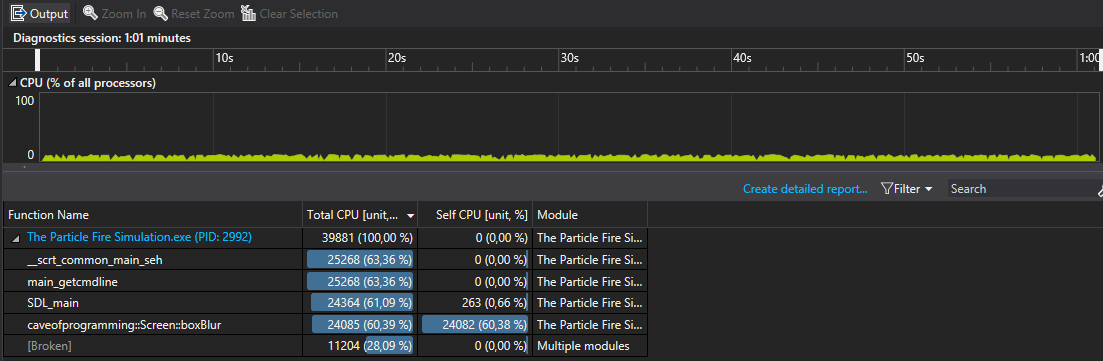 Output Zoom In Reset Zoom Clear Selection
Diagnostics session: 1:01 minutes
10s 20s 30s 40s 50s 1:00
CPU (% of all processors)
100
0
Create detailed report... Filter Search
Function Name Total CPU [unit,... Self CPU [unit, %] Module
The Particle Fire Simulation.exe (PID: 2992) 39881 (100,00 %) 0 (0,00 %) The Particle Fire Si...
__scrt_common_main_seh 25268 (63,36 %) 0 (0,00 %) The Particle Fire Si...
main_getcmdline 25268 (63,36 %) 0 (0,00 %) The Particle Fire Si...
SDL_main 24364 (61,09 %) 263 (0,66 %) The Particle Fire Si...
caveofprogramming::Screen::boxBlur 24085 (60,39 %) 24082 (60,38 %) The Particle Fire Si...
[Broken] 11204 (28,09 %) 0 (0,00 %) Multiple modules